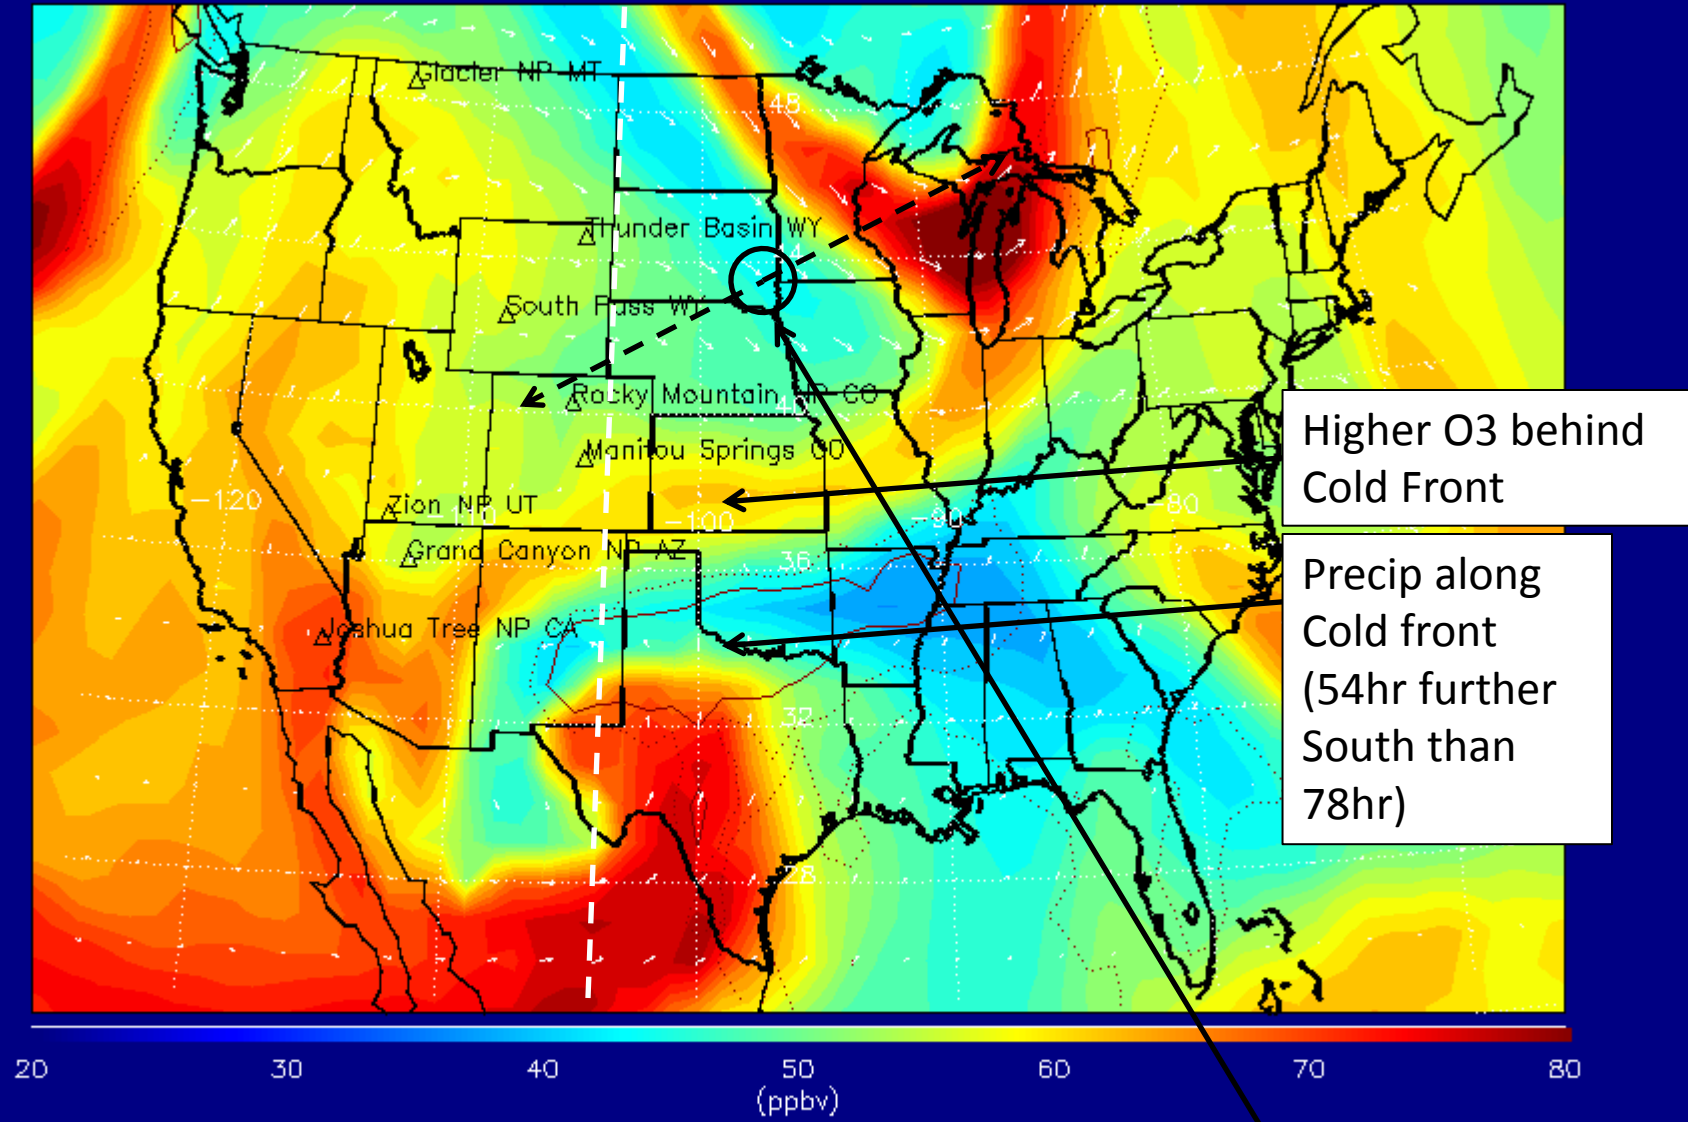 Glacier NP MT
48
Thunder Basin WY
44
South Pass WY
Rocky Mountain NP CO
40
Manitou Springs CO
Higher O3 behind
Cold Front
-120
Zion NP UT
-110
-100
-90
-80
Grand Canyon NP AZ
36
Precip along
Cold front
(54hr further
South than
78hr)
Joshua Tree NP CA
32
28
20 30 40 50 60 70 80
(ppbv)